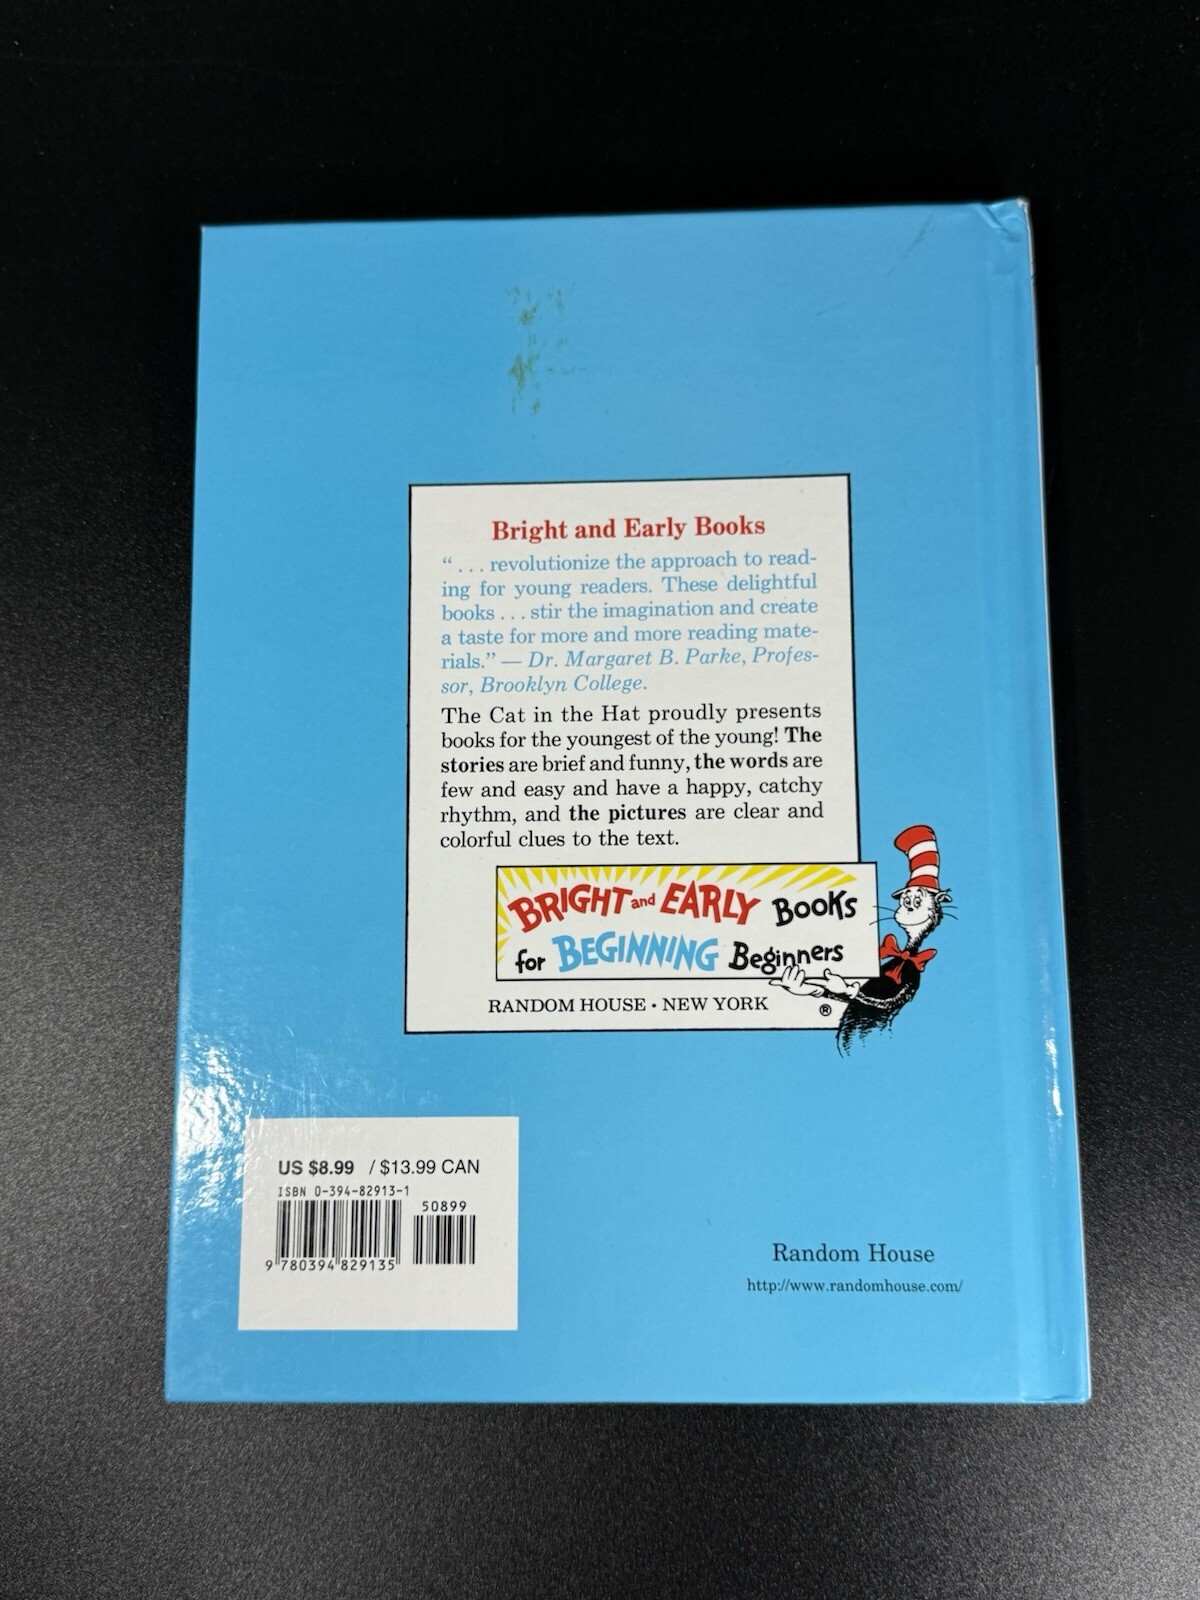 Bright and Early Books
“ . . . revolutionize the approach to read-
ing for young readers. These delightful
books . . . stir the imagination and create
a taste for more and more reading mate-
rials.” — Dr. Margaret B. Parke, Profes-
sor, Brooklyn College.
The Cat in the Hat proudly presents
books for the youngest of the young! The
stories are brief and funny, the words are
few and easy and have a happy, catchy
rhythm, and the pictures are clear and
colorful clues to the text.
BRIGHT and EARLY Books
for BEGINNING Beginners
RANDOM HOUSE • NEW YORK ®
US $8.99 / $13.99 CAN
ISBN 0-394-82913-1
50899
9 780394 829135
Random House
http://www.randomhouse.com/